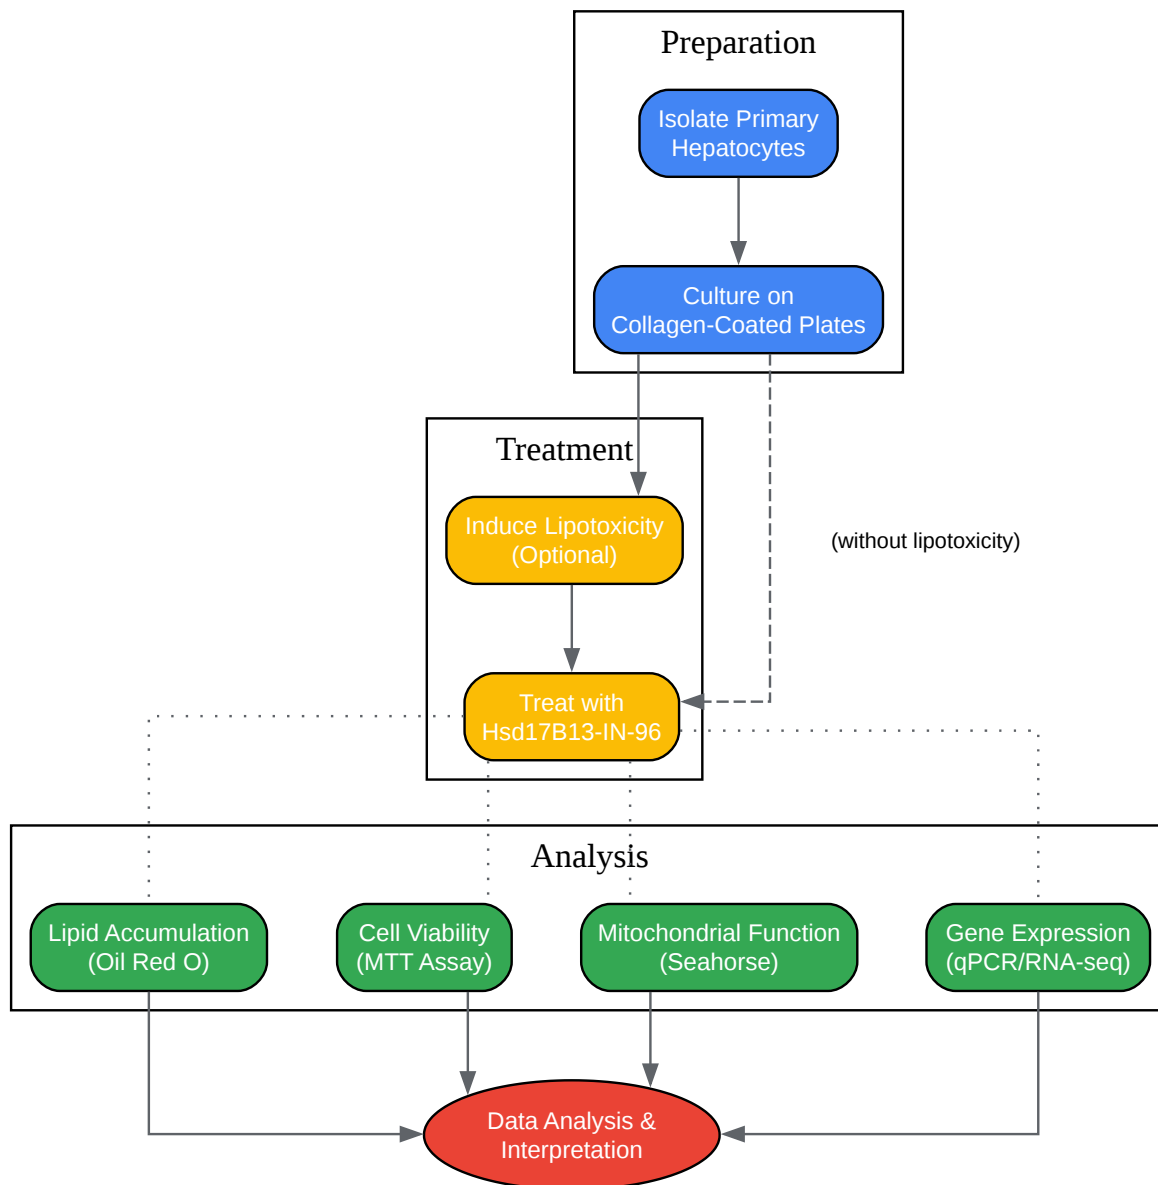 Preparation
Isolate Primary
Hepatocytes
Culture on
Collagen-Coated Plates
Treatment
Induce Lipotoxicity
(Optional)
(without lipotoxicity)
Treat with
Hsd17B13-IN-96
Analysis
Lipid Accumulation
(Oil Red O)
Cell Viability
(MTT Assay)
Mitochondrial Function
(Seahorse)
Gene Expression
(qPCR/RNA-seq)
Data Analysis &
Interpretation